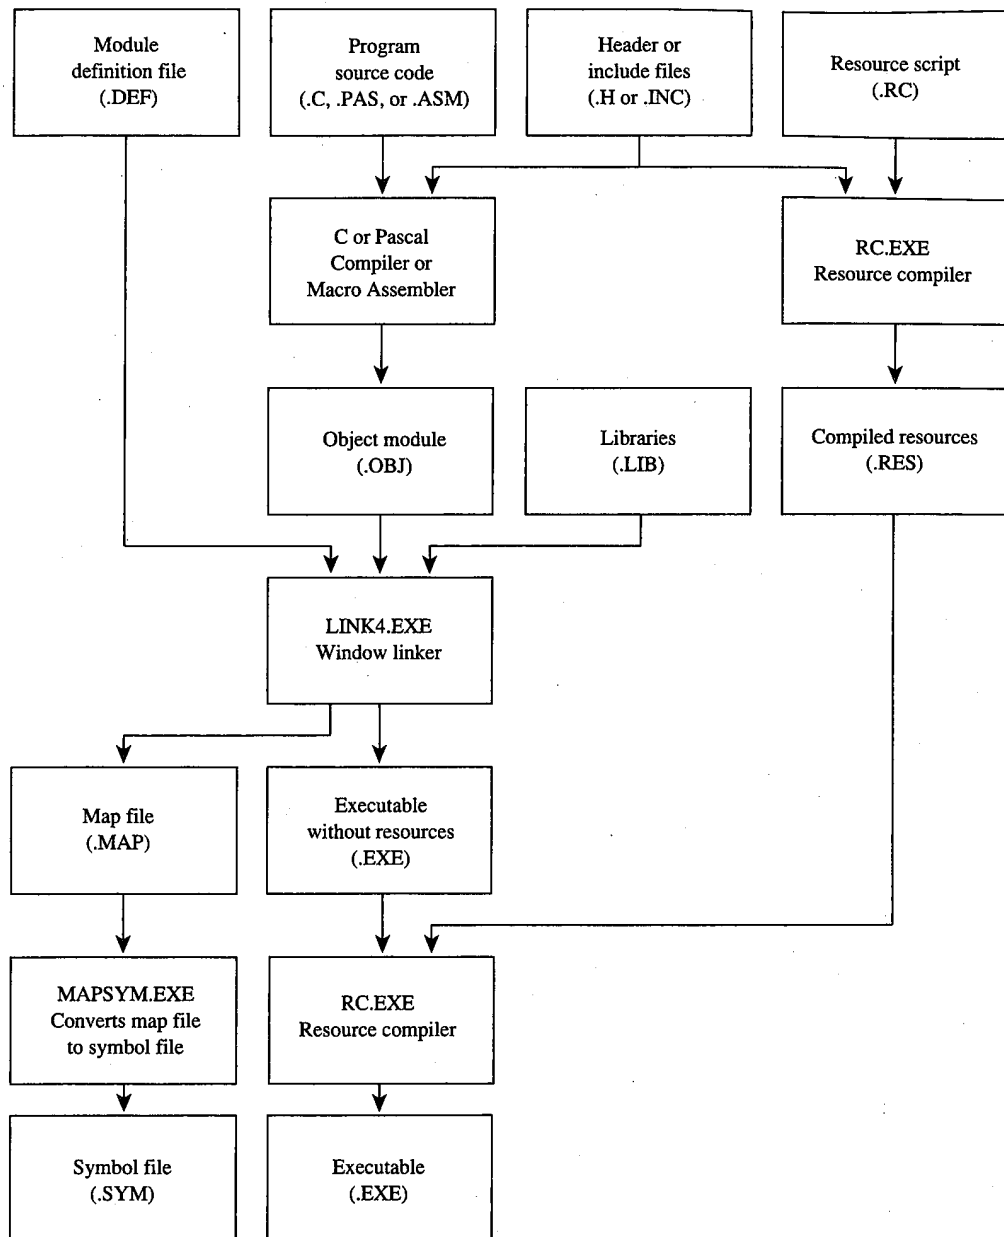 Module
definition file
(.DEF)
Program
source code
(.C, .PAS, or .ASM)
Header or
include files
(.H or .INC)
Resource script
(.RC)
C or Pascal
Compiler or
Macro Assembler
RC.EXE
Resource compiler
Object module
(.OBJ)
Libraries
(.LIB)
Compiled resources
(.RES)
LINK4.EXE
Window linker
Map file
(.MAP)
Executable
without resources
(.EXE)
MAPSYM.EXE
Converts map file
to symbol file
RC.EXE
Resource compiler
Symbol file
(.SYM)
Executable
(.EXE)